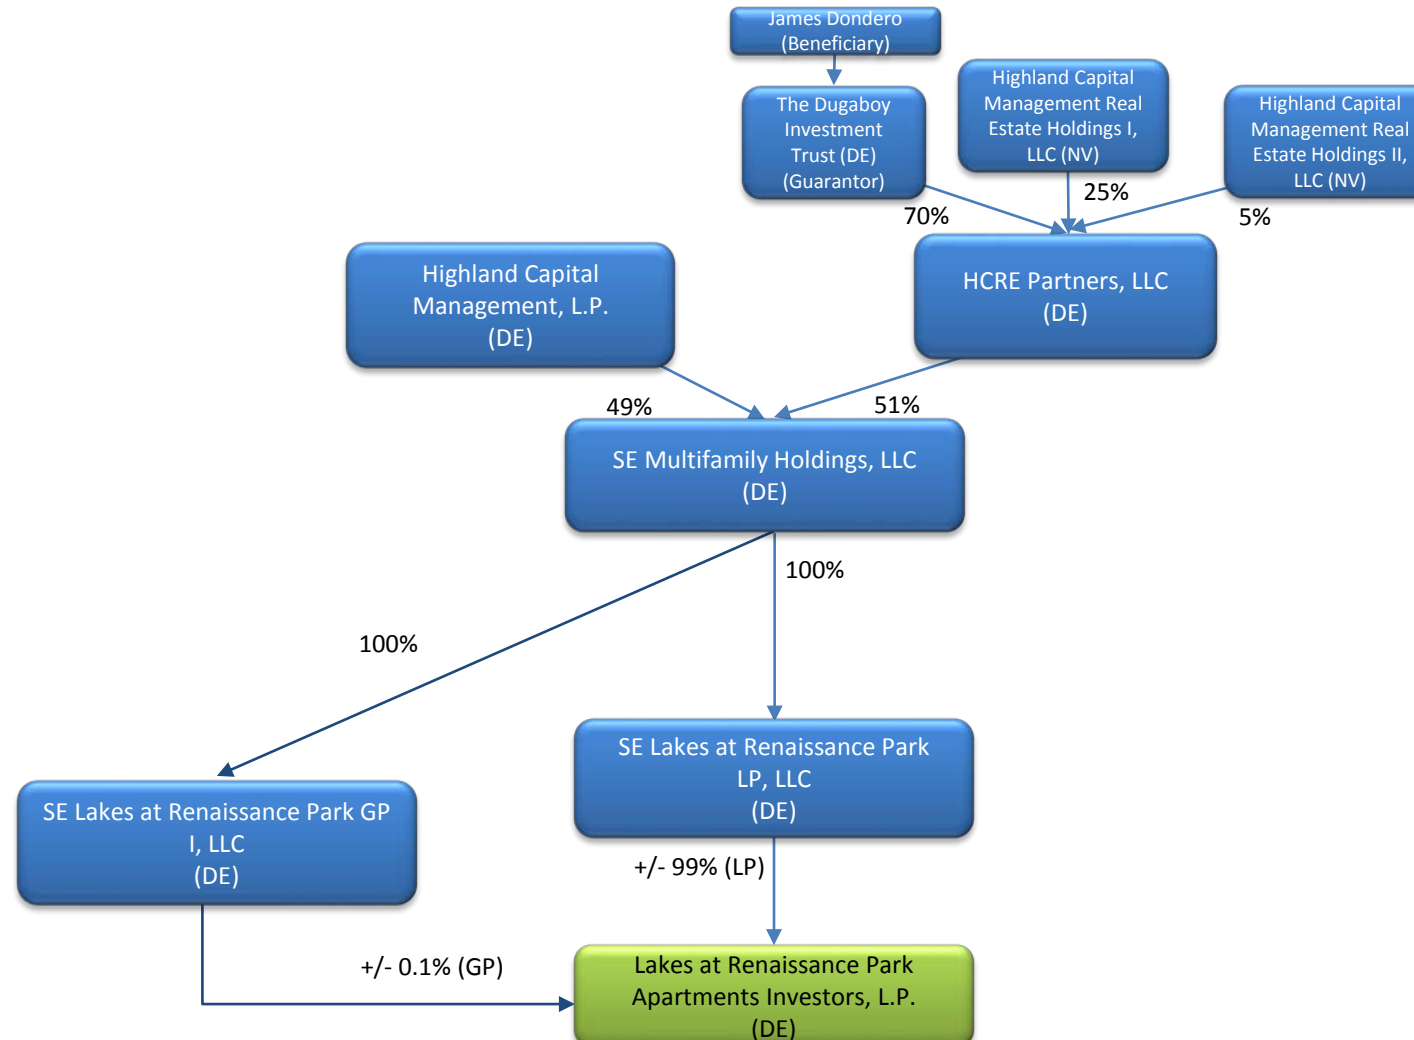 James Dondero
(Beneficiary)
The Dugaboy
Investment
Trust (DE)
(Guarantor)
Highland Capital
Management Real
Estate Holdings I,
LLC (NV)
Highland Capital
Management Real
Estate Holdings II,
LLC (NV)
70%
25%
5%
Highland Capital
Management, L.P.
(DE)
HCRE Partners, LLC
(DE)
49%
51%
SE Multifamily Holdings, LLC
(DE)
100%
100%
SE Lakes at Renaissance Park GP
I, LLC
(DE)
SE Lakes at Renaissance Park
LP, LLC
(DE)
+/- 99% (LP)
+/- 0.1% (GP)
Lakes at Renaissance Park
Apartments Investors, L.P.
(DE)